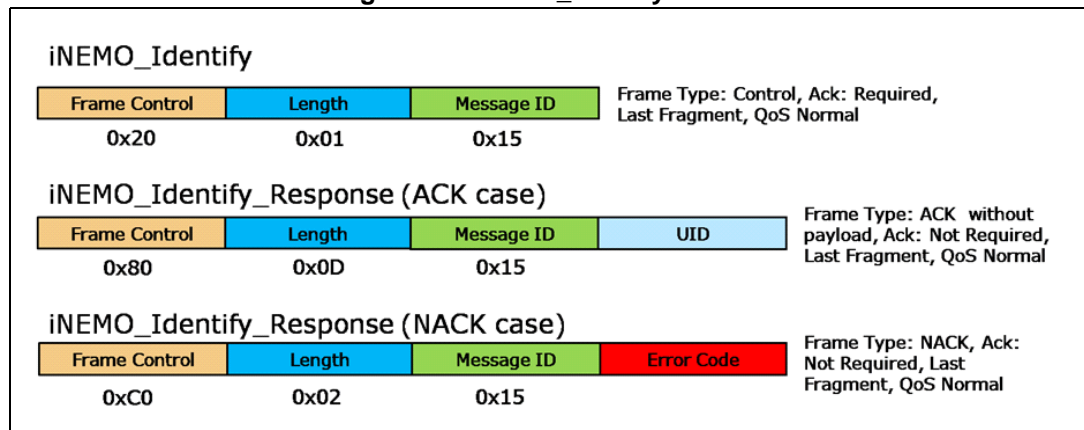 iNEMO_Identify
Frame Control Length Message ID
0x20 0x01 0x15
Frame Type: Control, Ack: Required,
Last Fragment, QoS Normal
iNEMO_Identify_Response (ACK case)
Frame Control Length Message ID UID
0x80 0x0D 0x15
Frame Type: ACK without
payload, Ack: Not Required,
Last Fragment, QoS Normal
iNEMO_Identify_Response (NACK case)
Frame Control Length Message ID Error Code
0xC0 0x02 0x15
Frame Type: NACK, Ack:
Not Required, Last
Fragment, QoS Normal